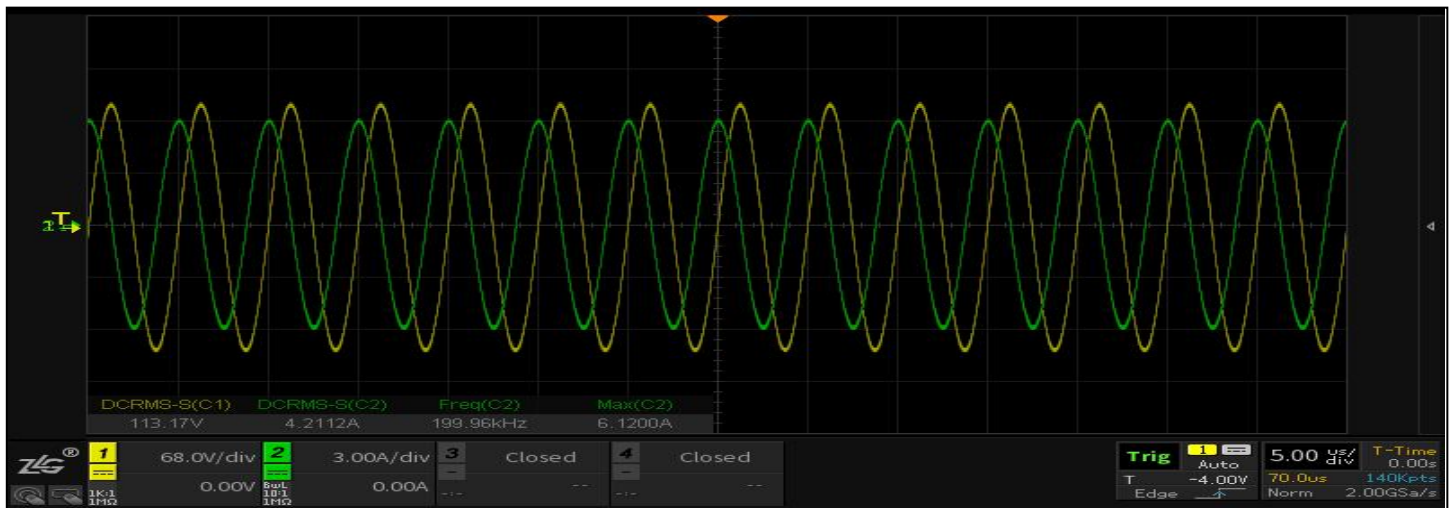 T
DCRMS-S(C1) DCRMS-S(C2) Freq(C2) Max(C2)
113.17V 4.2112A 199.96kHz 6.1200A
ZLG®
1 68.0V/div 2 3.00A/div 3 Closed 4 Closed
0.00V 0.00A -- --
1K:1 BwL 10:1
1MΩ 1MΩ
Trig 1 Auto
T -4.00V
Edge
5.00 us/div T-Time
0.00s
70.0us 140Kpts
Norm 2.00GSa/s